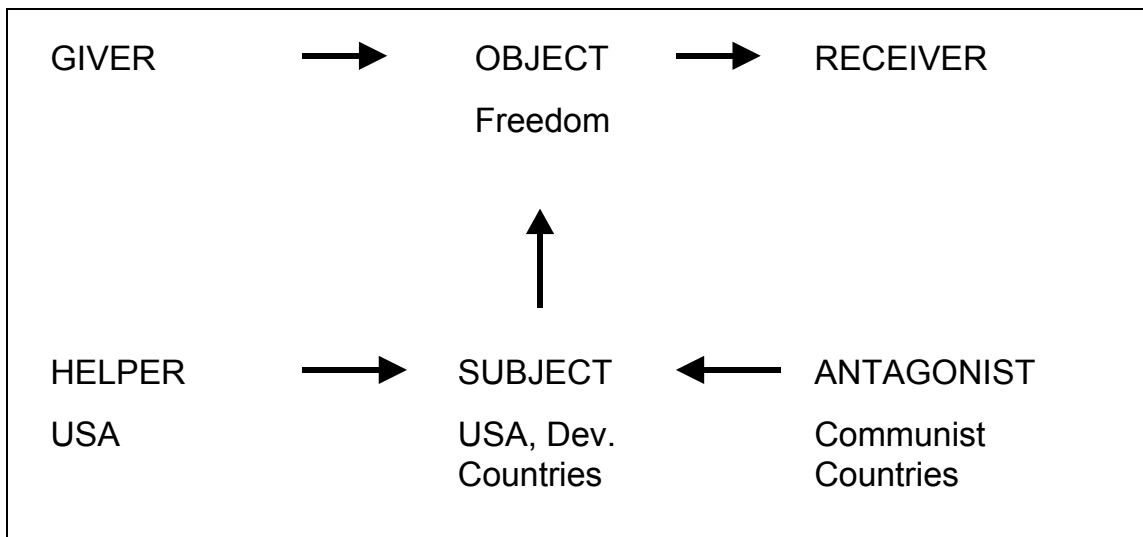 GIVER OBJECT RECEIVER
Freedom
HELPER SUBJECT ANTAGONIST
USA USA, Dev. Communist
Countries Countries